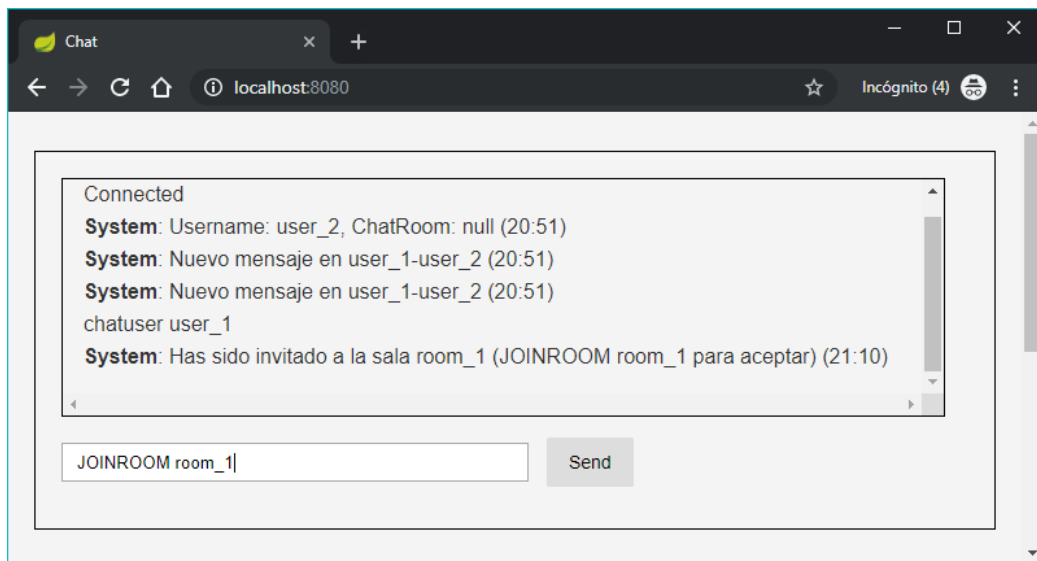 Chat
localhost:8080
Incógnito (4)
Connected
System: Username: user_2, ChatRoom: null (20:51)
System: Nuevo mensaje en user_1-user_2 (20:51)
System: Nuevo mensaje en user_1-user_2 (20:51)
chatuser user_1
System: Has sido invitado a la sala room_1 (JOINROOM room_1 para aceptar) (21:10)
JOINROOM room_1
Send